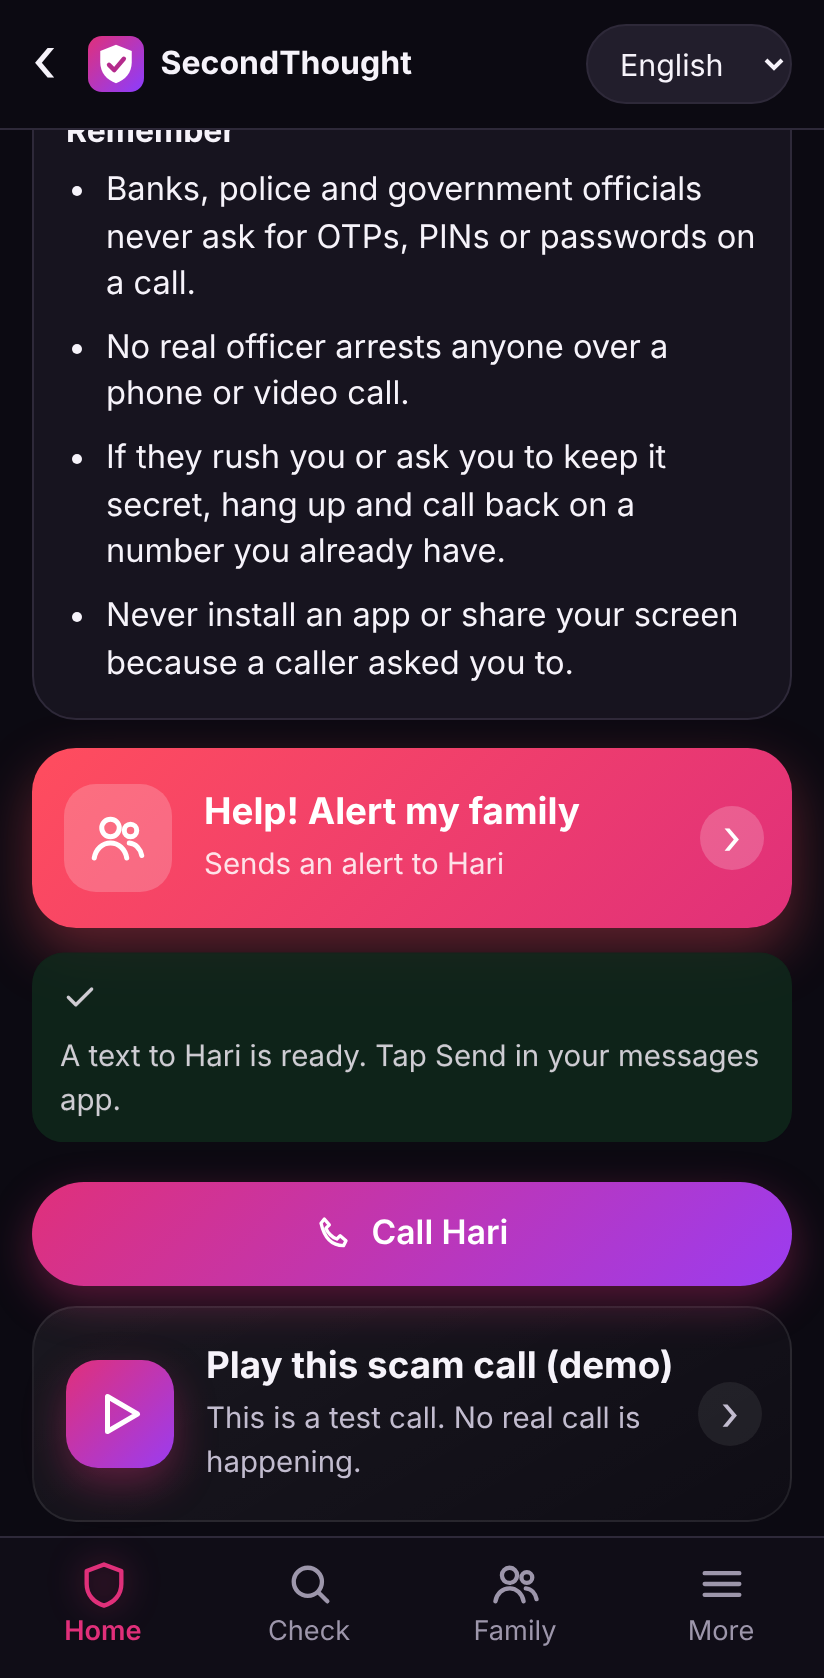 SecondThought
English
Remember
Banks, police and government officials
never ask for OTPs, PINs or passwords on
a call.
No real officer arrests anyone over a
phone or video call.
If they rush you or ask you to keep it
secret, hang up and call back on a
number you already have.
Never install an app or share your screen
because a caller asked you to.
Help! Alert my family
Sends an alert to Hari
A text to Hari is ready. Tap Send in your messages
app.
Call Hari
Play this scam call (demo)
This is a test call. No real call is
happening.
Home
Check
Family
More